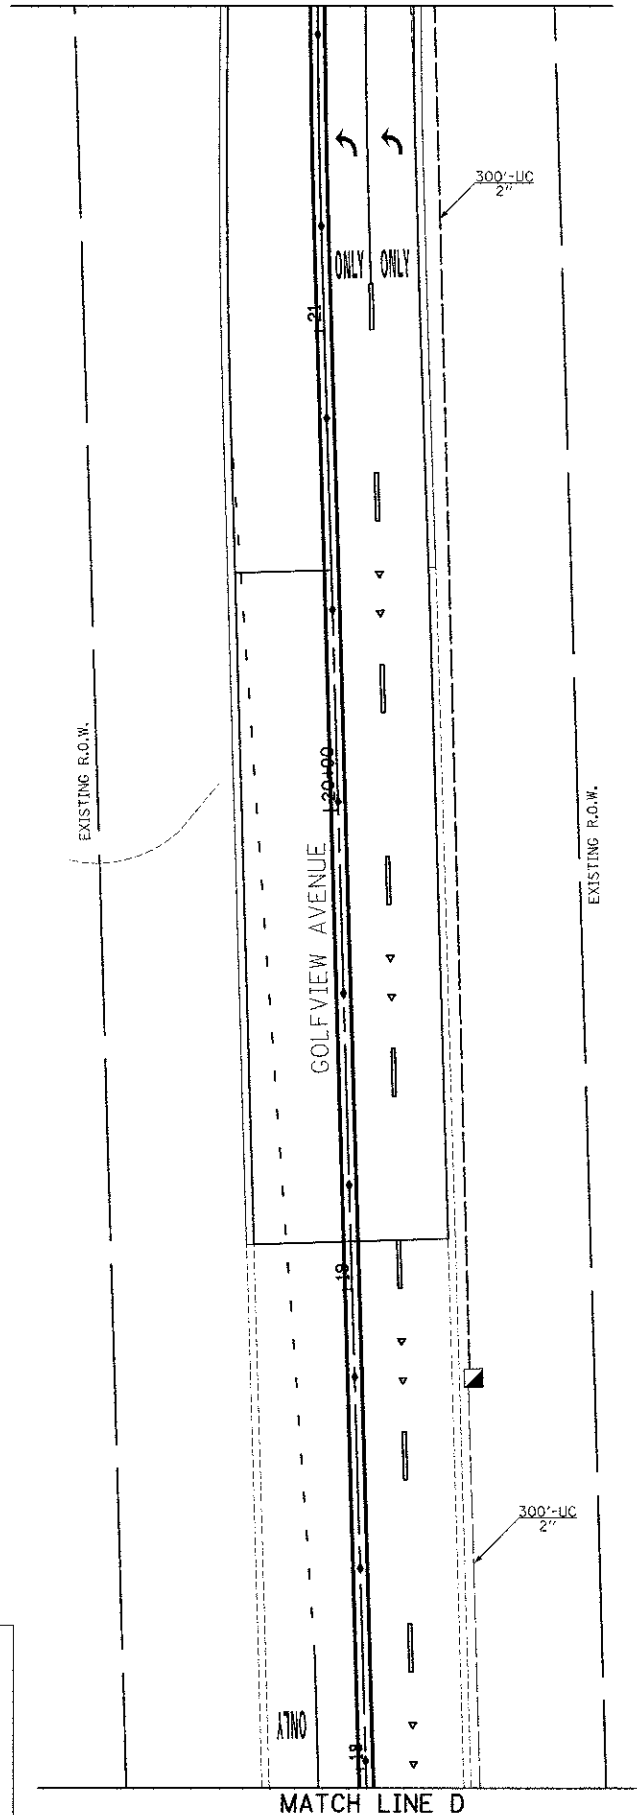 300'-UC
2"
ONLY
ONLY
21
EXISTING R.O.W.
20+00
EXISTING R.O.W.
GOLFVIEW AVENUE
19
300'-UC
2"
ONLY
18
MATCH LINE D